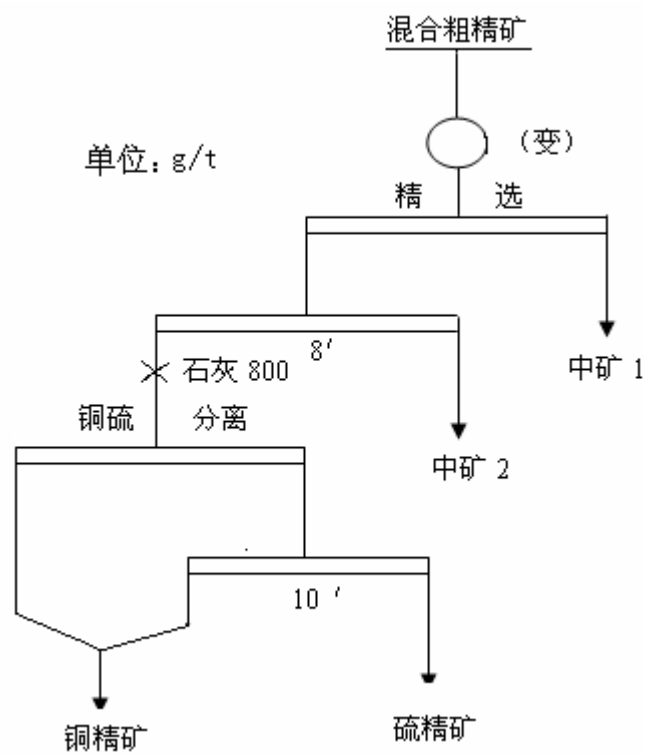 混合粗精矿
(变)
单位: g/t
精 选
8′
中矿 1
石灰 800
铜硫 分离
中矿 2
10 ′
铜精矿
硫精矿